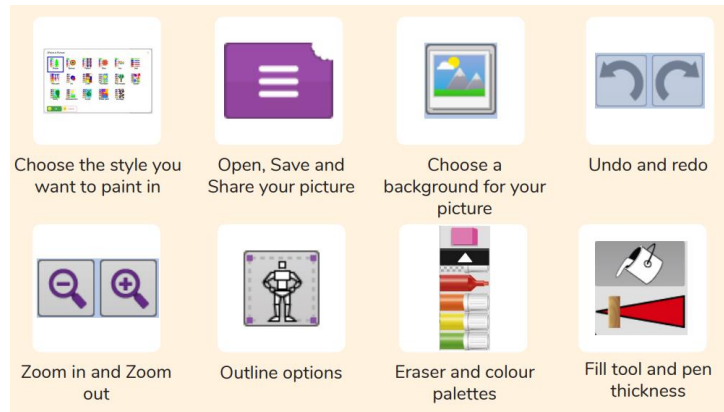 Choose the style you
want to paint in
Open, Save and
Share your picture
Choose a
background for your
picture
Undo and redo
Zoom in and Zoom
out
Outline options
Eraser and colour
palettes
Fill tool and pen
thickness